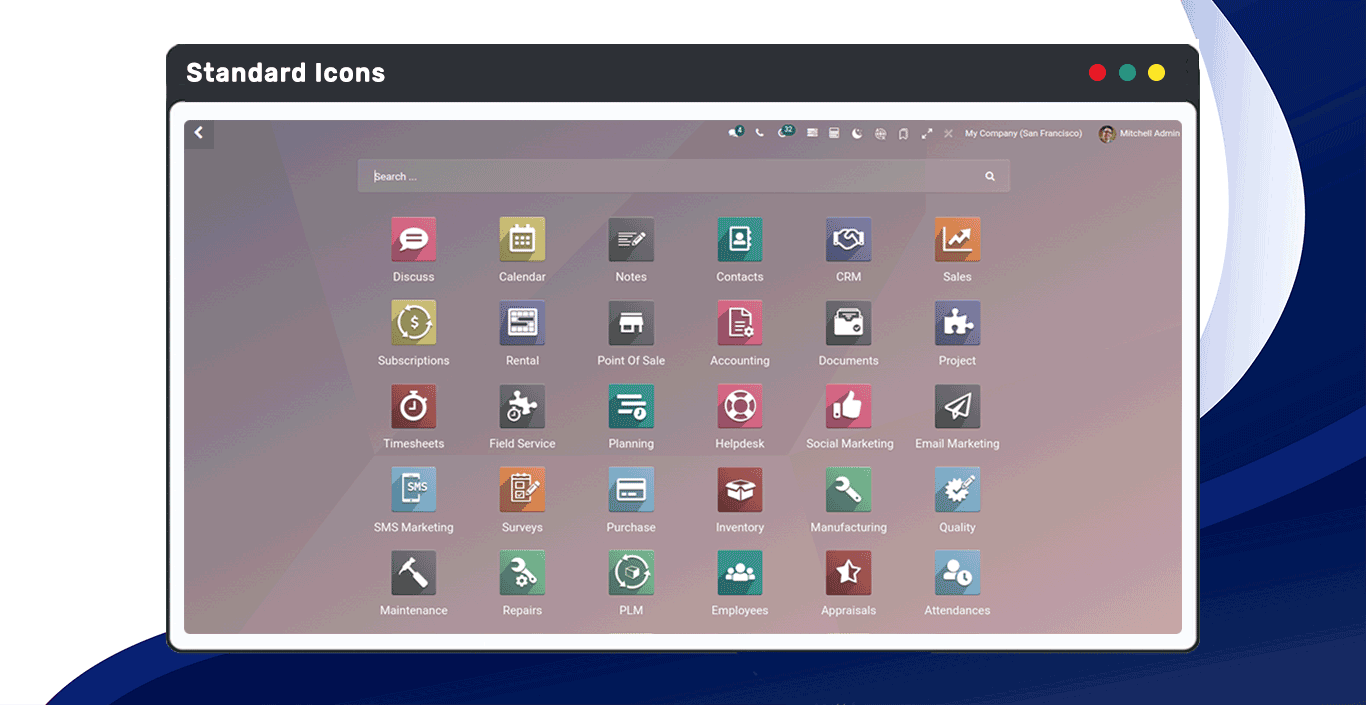 Standard Icons
4 32 My Company (San Francisco) Mitchell Admin
Search ...
Discuss Calendar Notes Contacts CRM Sales
Subscriptions Rental Point Of Sale Accounting Documents Project
Timesheets Field Service Planning Helpdesk Social Marketing Email Marketing
SMS
SMS Marketing Surveys Purchase Inventory Manufacturing Quality
Maintenance Repairs PLM Employees Appraisals Attendances